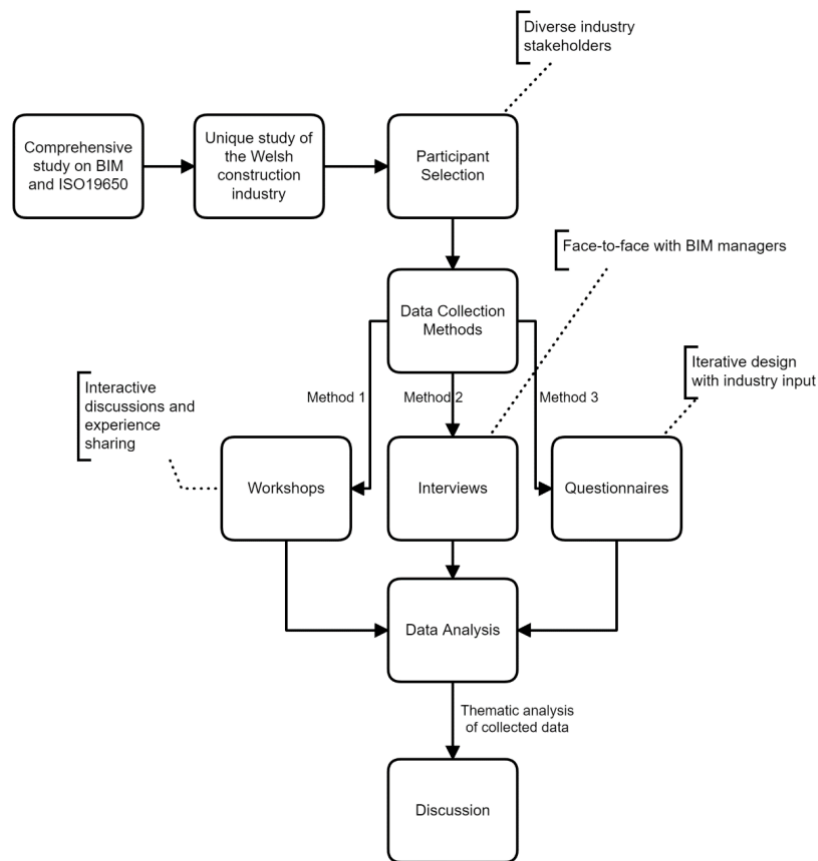 Diverse industry
stakeholders
Comprehensive
study on BIM
and ISO19650
Unique study of
the Welsh
construction
industry
Participant
Selection
Face-to-face with BIM managers
Data Collection
Methods
Iterative design
with industry input
Interactive
discussions and
experience
sharing
Method 1
Method 2
Method 3
Workshops
Interviews
Questionnaires
Data Analysis
Thematic analysis
of collected data
Discussion